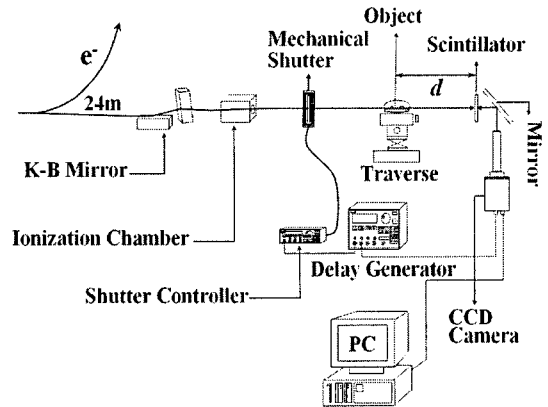 Object
Mechanical
Shutter
Scintillator
e-
d
24m
K-B Mirror
Traverse
Mirror
Ionization Chamber
Delay Generator
Shutter Controller
CCD
Camera
PC